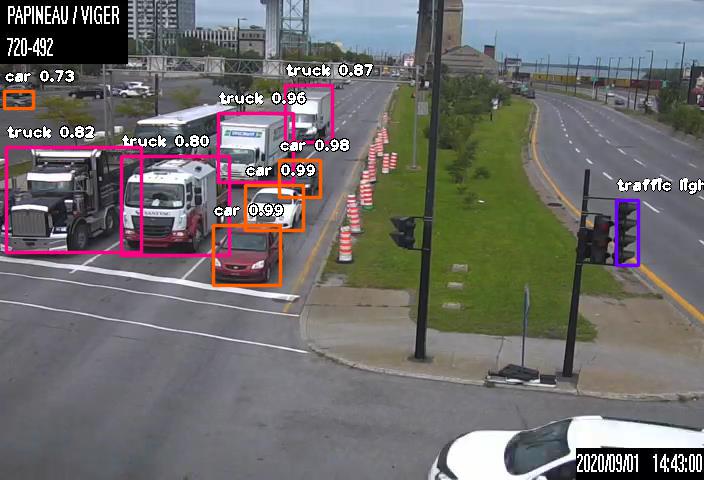 PAPINEAU / VIGER
720-492
car 0.73
truck 0.87
truck 0.96
truck 0.82
truck 0.80
car 0.98
car 0.99
car 0.99
traffic ligh
2020/09/01 14:43:00